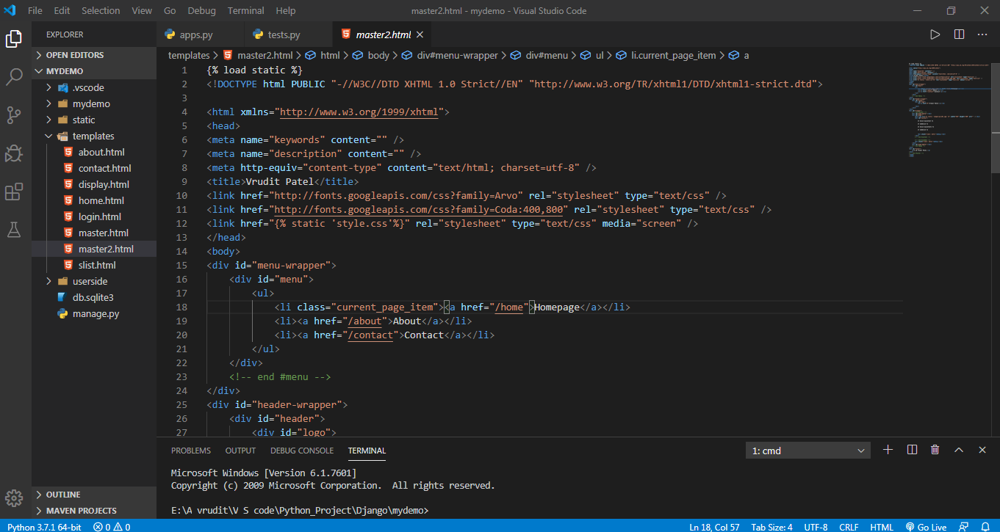 File Edit Selection View Go Debug Terminal Help master2.html - mydemo - Visual Studio Code
EXPLORER
OPEN EDITORS
MYDEMO
.vscode
mydemo
static
templates
about.html
contact.html
display.html
home.html
login.html
master.html
master2.html
slist.html
userside
db.sqlite3
manage.py
OUTLINE
MAVEN PROJECTS
apps.py tests.py master2.html
templates > master2.html > html > body > div#menu-wrapper > div#menu > ul > li.current_page_item > a
1 {% load static %}
2 <!DOCTYPE html PUBLIC "-//W3C//DTD XHTML 1.0 Strict//EN" "http://www.w3.org/TR/xhtml1/DTD/xhtml1-strict.dtd">
3
4 <html xmlns="http://www.w3.org/1999/xhtml">
5 <head>
6 <meta name="keywords" content="" />
7 <meta name="description" content="" />
8 <meta http-equiv="content-type" content="text/html; charset=utf-8" />
9 <title>Vrudit Patel</title>
10 <link href="http://fonts.googleapis.com/css?family=Arvo" rel="stylesheet" type="text/css" />
11 <link href="http://fonts.googleapis.com/css?family=Coda:400,800" rel="stylesheet" type="text/css" />
12 <link href="{% static 'style.css'%}" rel="stylesheet" type="text/css" media="screen" />
13 </head>
14 <body>
15 <div id="menu-wrapper">
16 <div id="menu">
17 <ul>
18 <li class="current_page_item"><a href="/home">Homepage</a></li>
19 <li><a href="/about">About</a></li>
20 <li><a href="/contact">Contact</a></li>
21 </ul>
22 </div>
23 <!-- end #menu -->
24 </div>
25 <div id="header-wrapper">
26 <div id="header">
27 <div id="logo">
PROBLEMS OUTPUT DEBUG CONSOLE TERMINAL 1: cmd
Microsoft Windows [Version 6.1.7601]
Copyright (c) 2009 Microsoft Corporation.  All rights reserved.
E:\A vrudit\V S code\Python_Project\Django\mydemo>
Python 3.7.1 64-bit 0 0 Ln 18, Col 57 Tab Size: 4 UTF-8 CRLF HTML Go Live